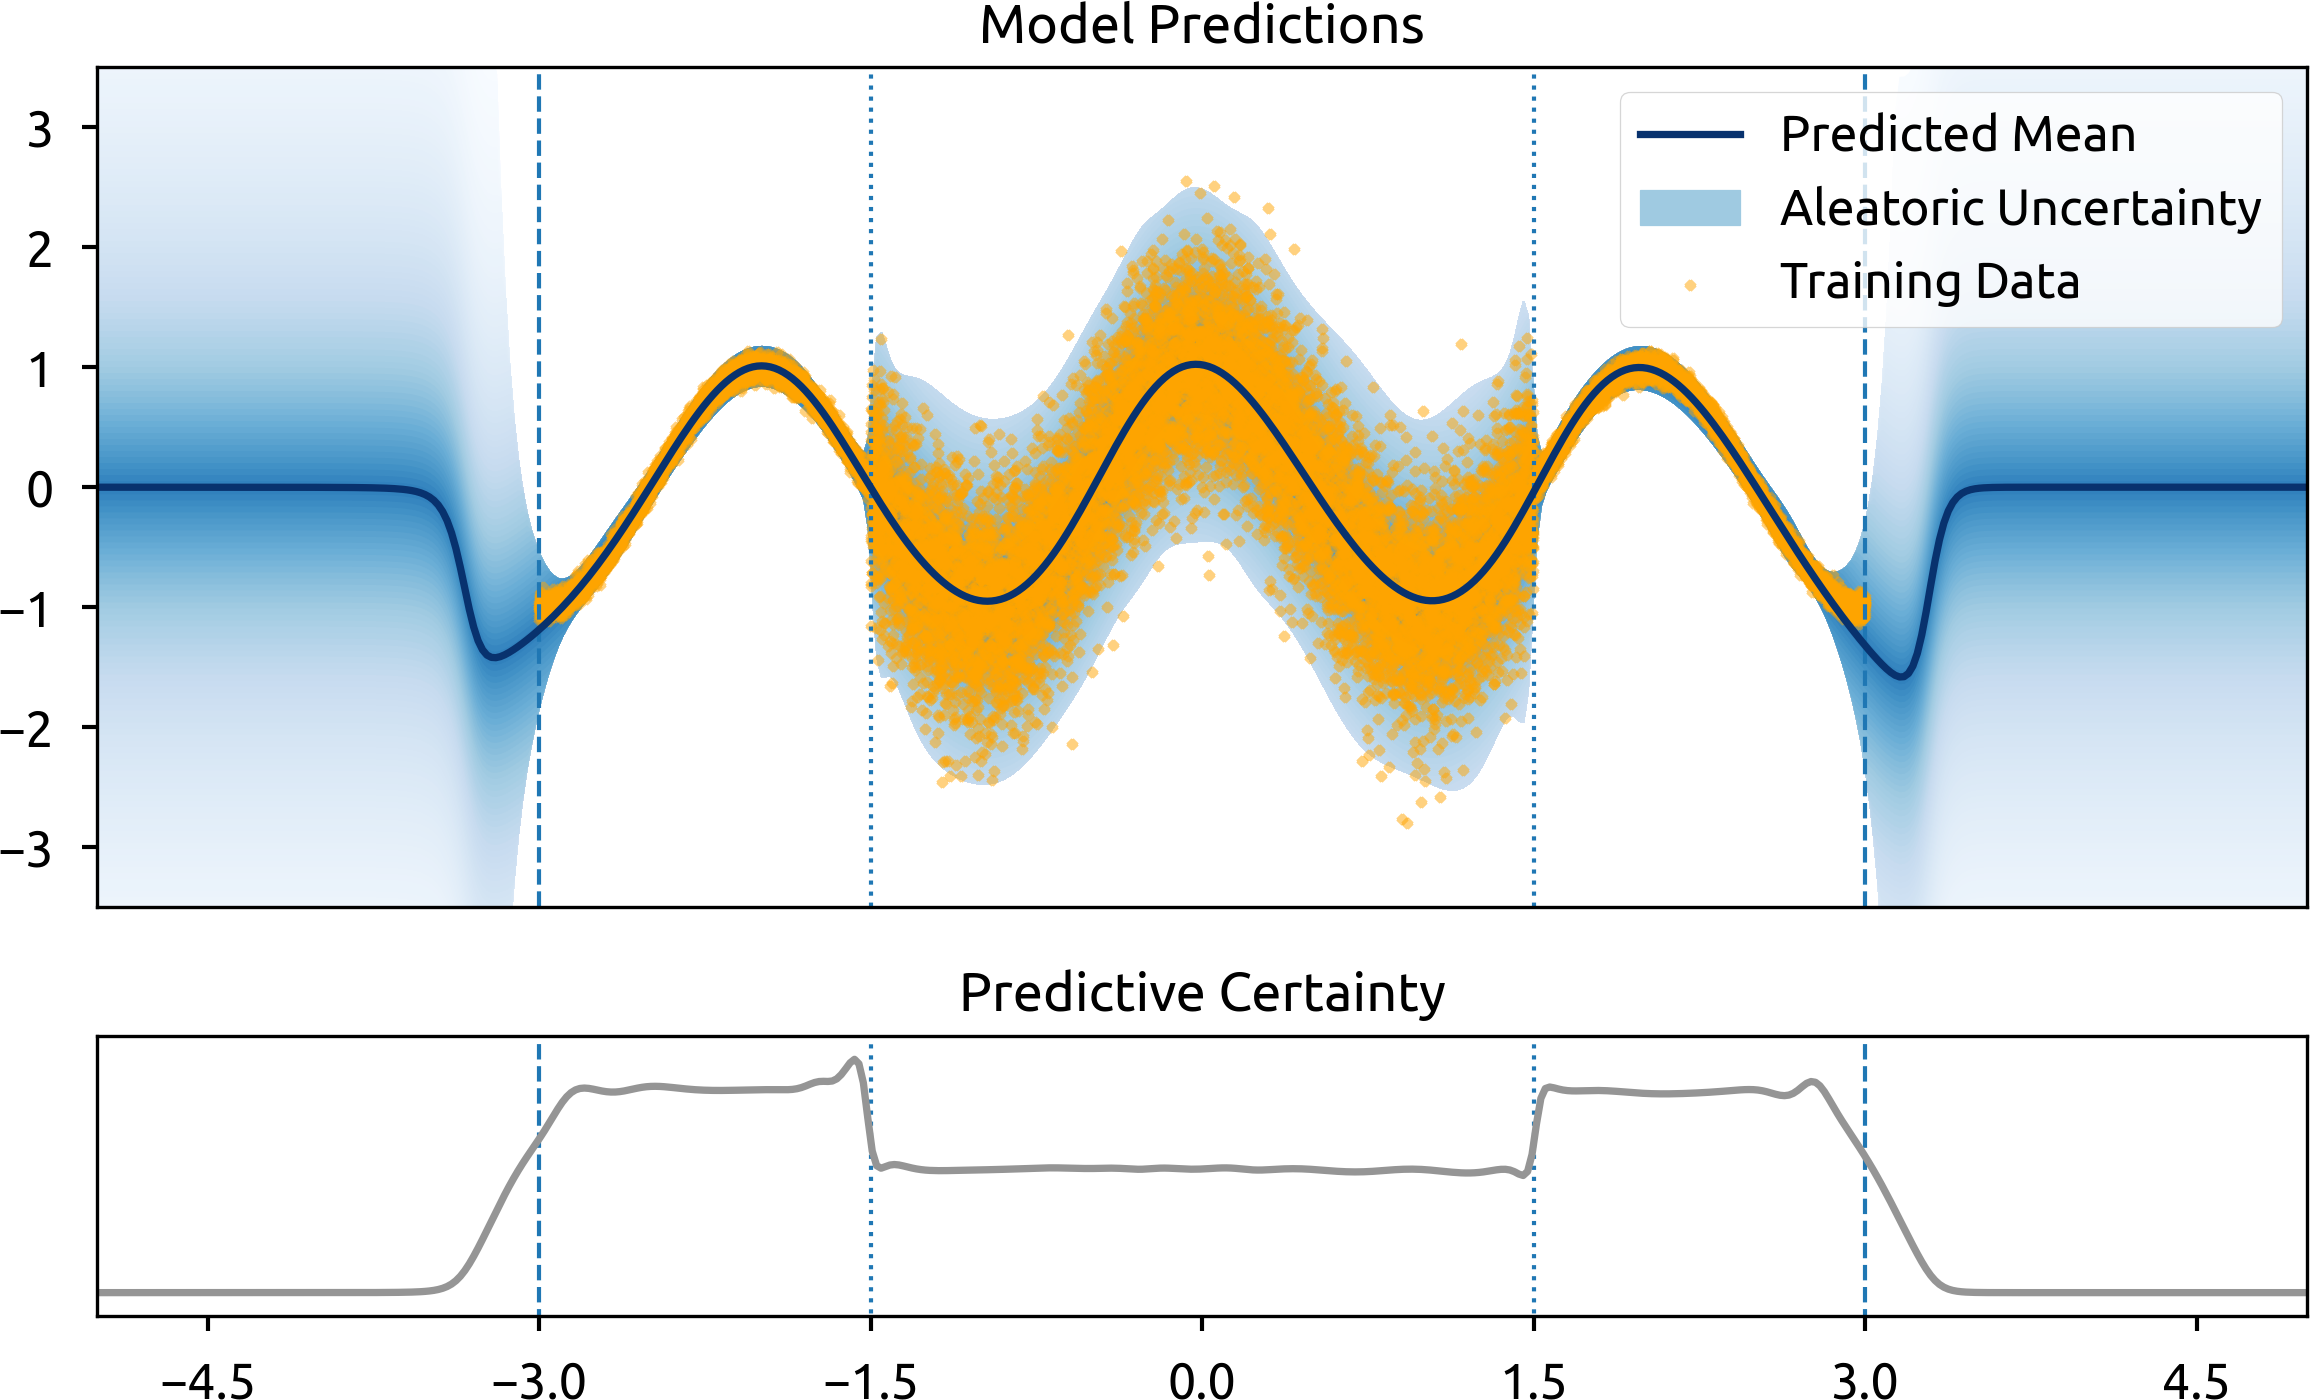 Model Predictions
3
2
1
0
−1
−2
−3
Predicted Mean
Aleatoric Uncertainty
Training Data
Predictive Certainty
−4.5 −3.0 −1.5 0.0 1.5 3.0 4.5